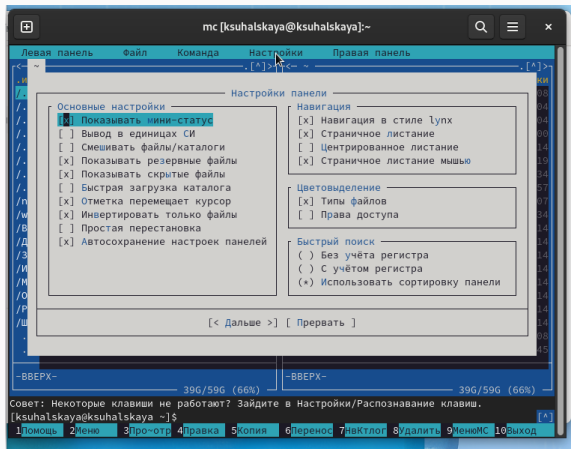 mc [ksuhalskaya@ksuhalskaya]:~
Левая панель Файл Команда Настройки Правая панель
<— ~ .[^]> <— ~ .[^]>
Настройки панели
Основные настройки
[x] Показывать мини-статус
[ ] Вывод в единицах СИ
[ ] Смешивать файлы/каталоги
[x] Показывать резервные файлы
[x] Показывать скрытые файлы
[ ] Быстрая загрузка каталога
[x] Отметка перемещает курсор
[x] Инвертировать только файлы
[ ] Простая перестановка
[x] Автосохранение настроек панелей
Навигация
[x] Навигация в стиле lynx
[x] Страничное листание
[ ] Центрированное листание
[x] Страничное листание мышью
Цветовыделение
[x] Типы файлов
[ ] Права доступа
Быстрый поиск
( ) Без учёта регистра
( ) С учётом регистра
(*) Использовать сортировку панели
[< Дальше >] [ Прервать ]
-ВВЕРХ- -ВВЕРХ-
39G/59G (66%) 39G/59G (66%)
Совет: Некоторые клавиши не работают? Зайдите в Настройки/Распознавание клавиш.
[ksuhalskaya@ksuhalskaya ~]$ [^]
1Помощь 2Меню 3Про~отр 4Правка 5Копия 6Перенос 7НвКтлог 8Удалить 9МенюМС 10Выход